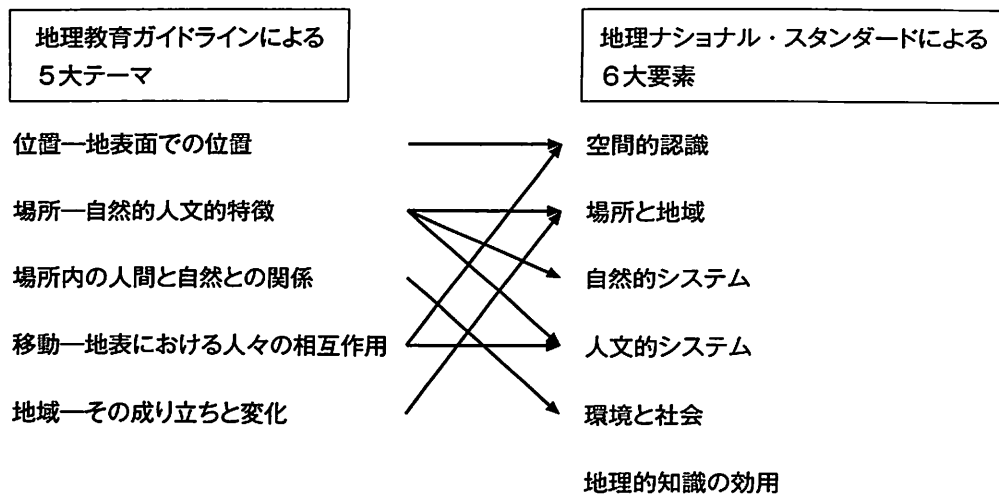 地理教育ガイドラインによる
5大テーマ
地理ナショナル・スタンダードによる
6大要素
位置―地表面での位置
場所―自然的人文的特徴
場所内の人間と自然との関係
移動―地表における人々の相互作用
地域―その成り立ちと変化
空間的認識
場所と地域
自然的システム
人文的システム
環境と社会
地理的知識の効用